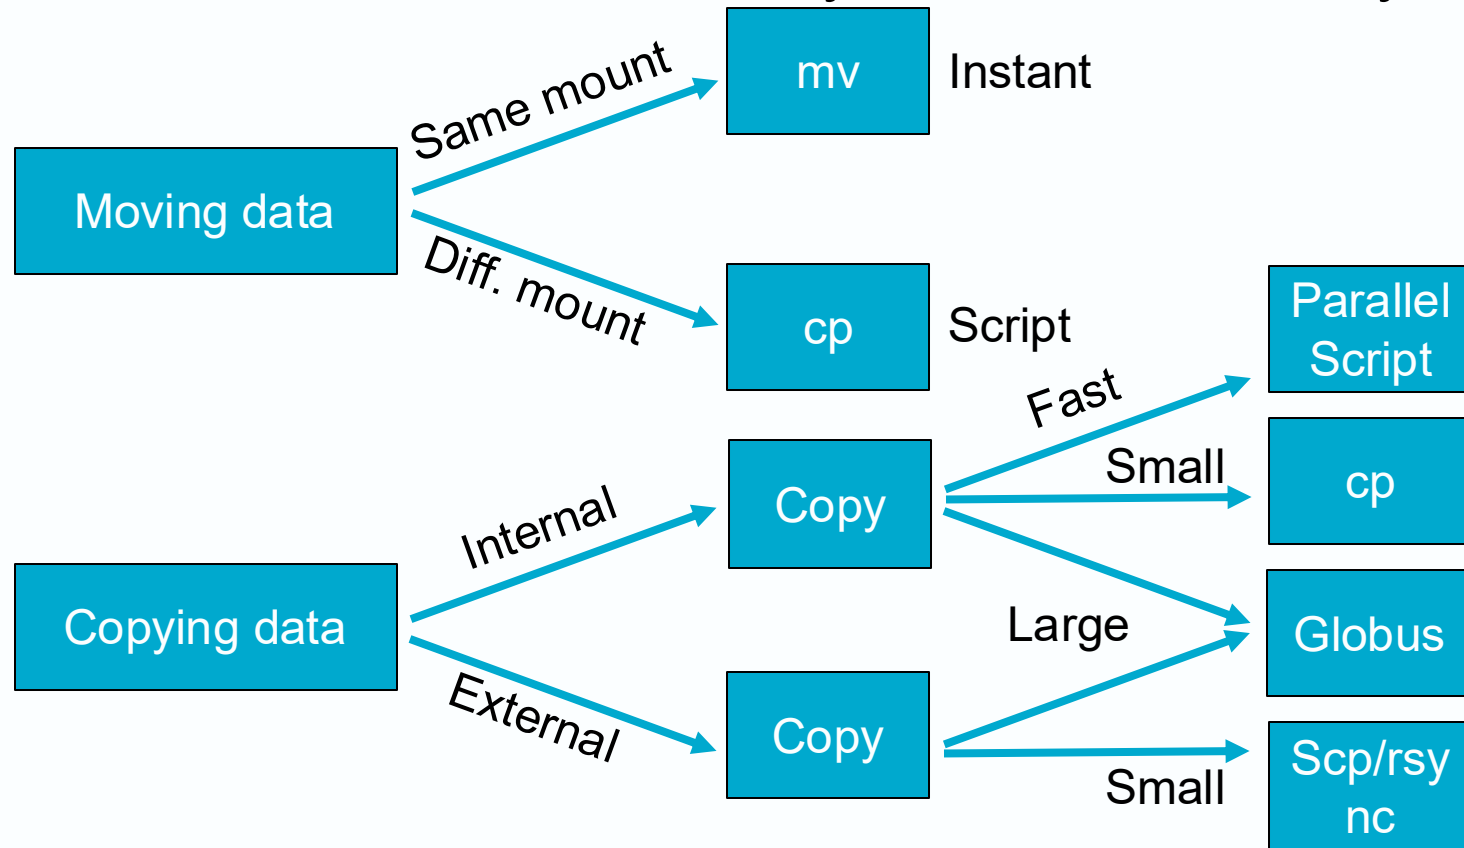 mv
Instant
Same mount
Moving data
Diff. mount
cp
Script
Parallel
Script
Fast
Small
cp
Copy
Internal
Copying data
Large
Globus
External
Copy
Small
Scp/rsy
nc